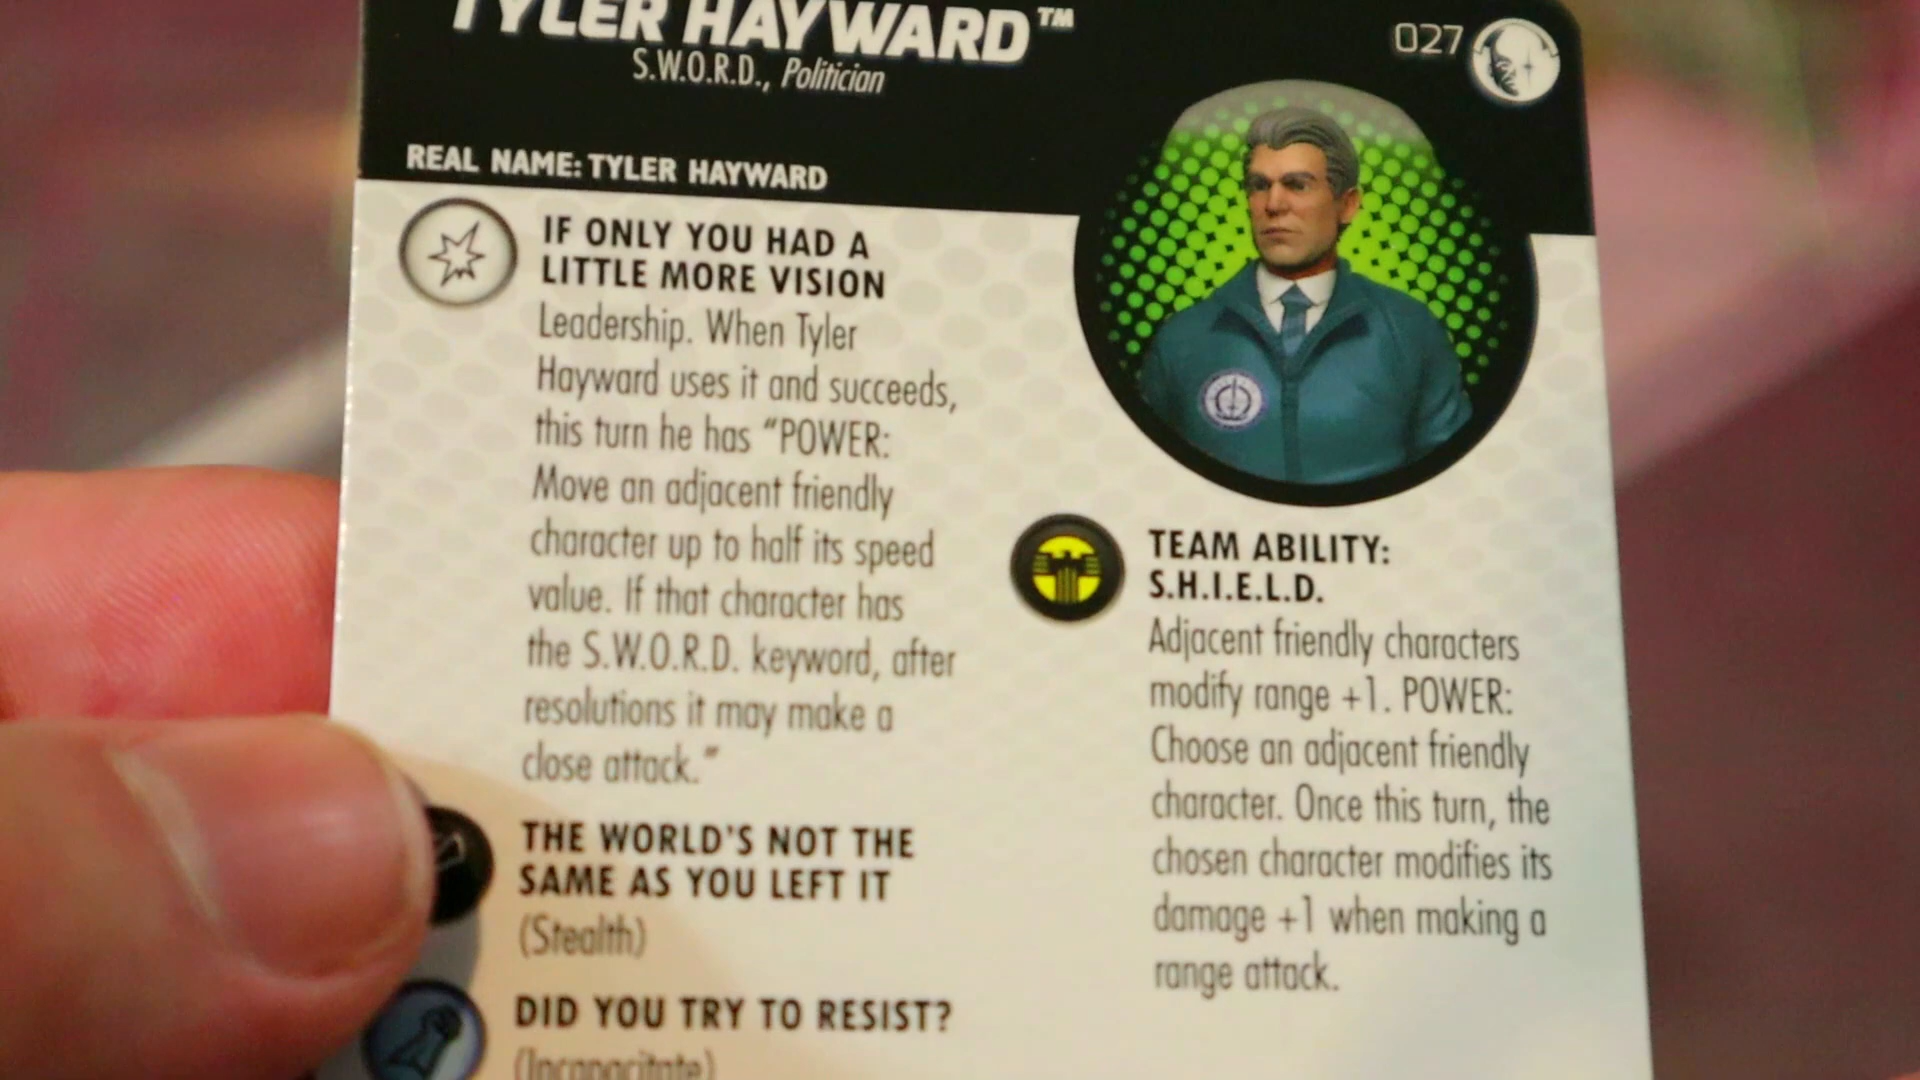 TYLER HAYWARD™
S.W.O.R.D., Politician
027
REAL NAME: TYLER HAYWARD
IF ONLY YOU HAD A
LITTLE MORE VISION
Leadership. When Tyler
Hayward uses it and succeeds,
this turn he has “POWER:
Move an adjacent friendly
character up to half its speed
value. If that character has
the S.W.O.R.D. keyword, after
resolutions it may make a
close attack.”
THE WORLD'S NOT THE
SAME AS YOU LEFT IT
(Stealth)
DID YOU TRY TO RESIST?
(Incapacitate)
TEAM ABILITY:
S.H.I.E.L.D.
Adjacent friendly characters
modify range +1. POWER:
Choose an adjacent friendly
character. Once this turn, the
chosen character modifies its
damage +1 when making a
range attack.